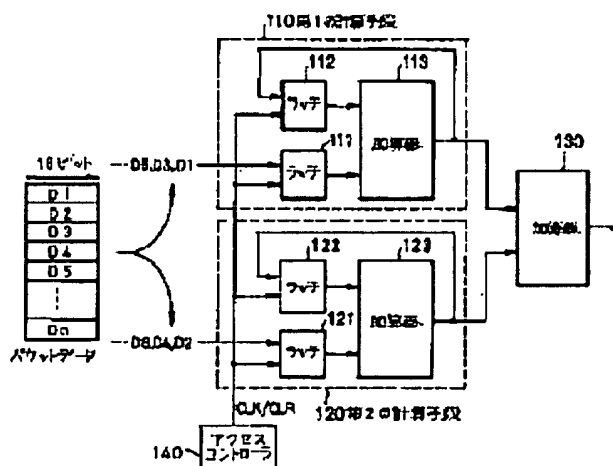 110第1の計算手段
112
113
ラッチ
加算器
111
ラッチ
16ビット
D5,D3,D1
D1
D2
D3
D4
D5
Dn
パケットデータ
130
加算器
122
123
ラッチ
加算器
121
D6,D4,D2
ラッチ
CLK/CLR
120第2の計算手段
140
アクセス
コントローラ